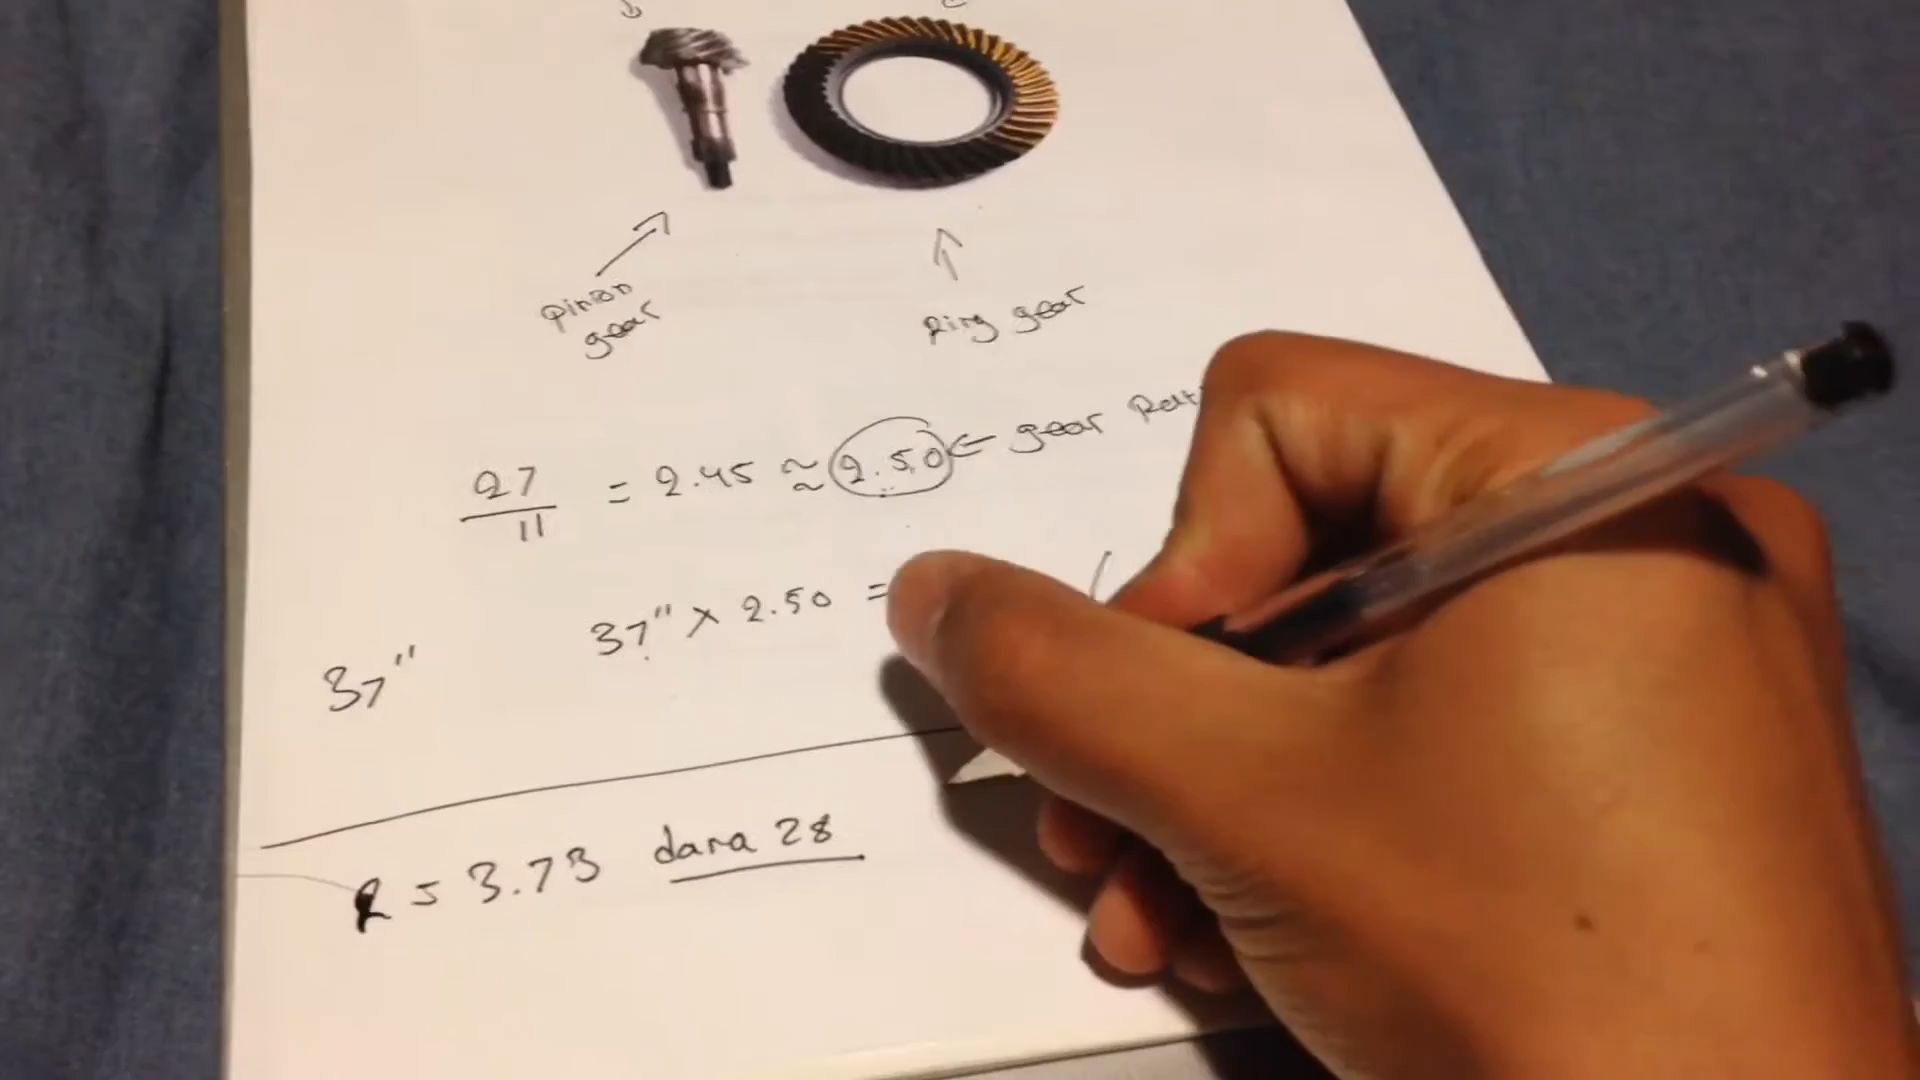 pinion
gear
Ring gear
27
11
= 2.45 ≈ 2.50 ← gear
37" × 2.50 =
37"
R = 3.73 dana 28